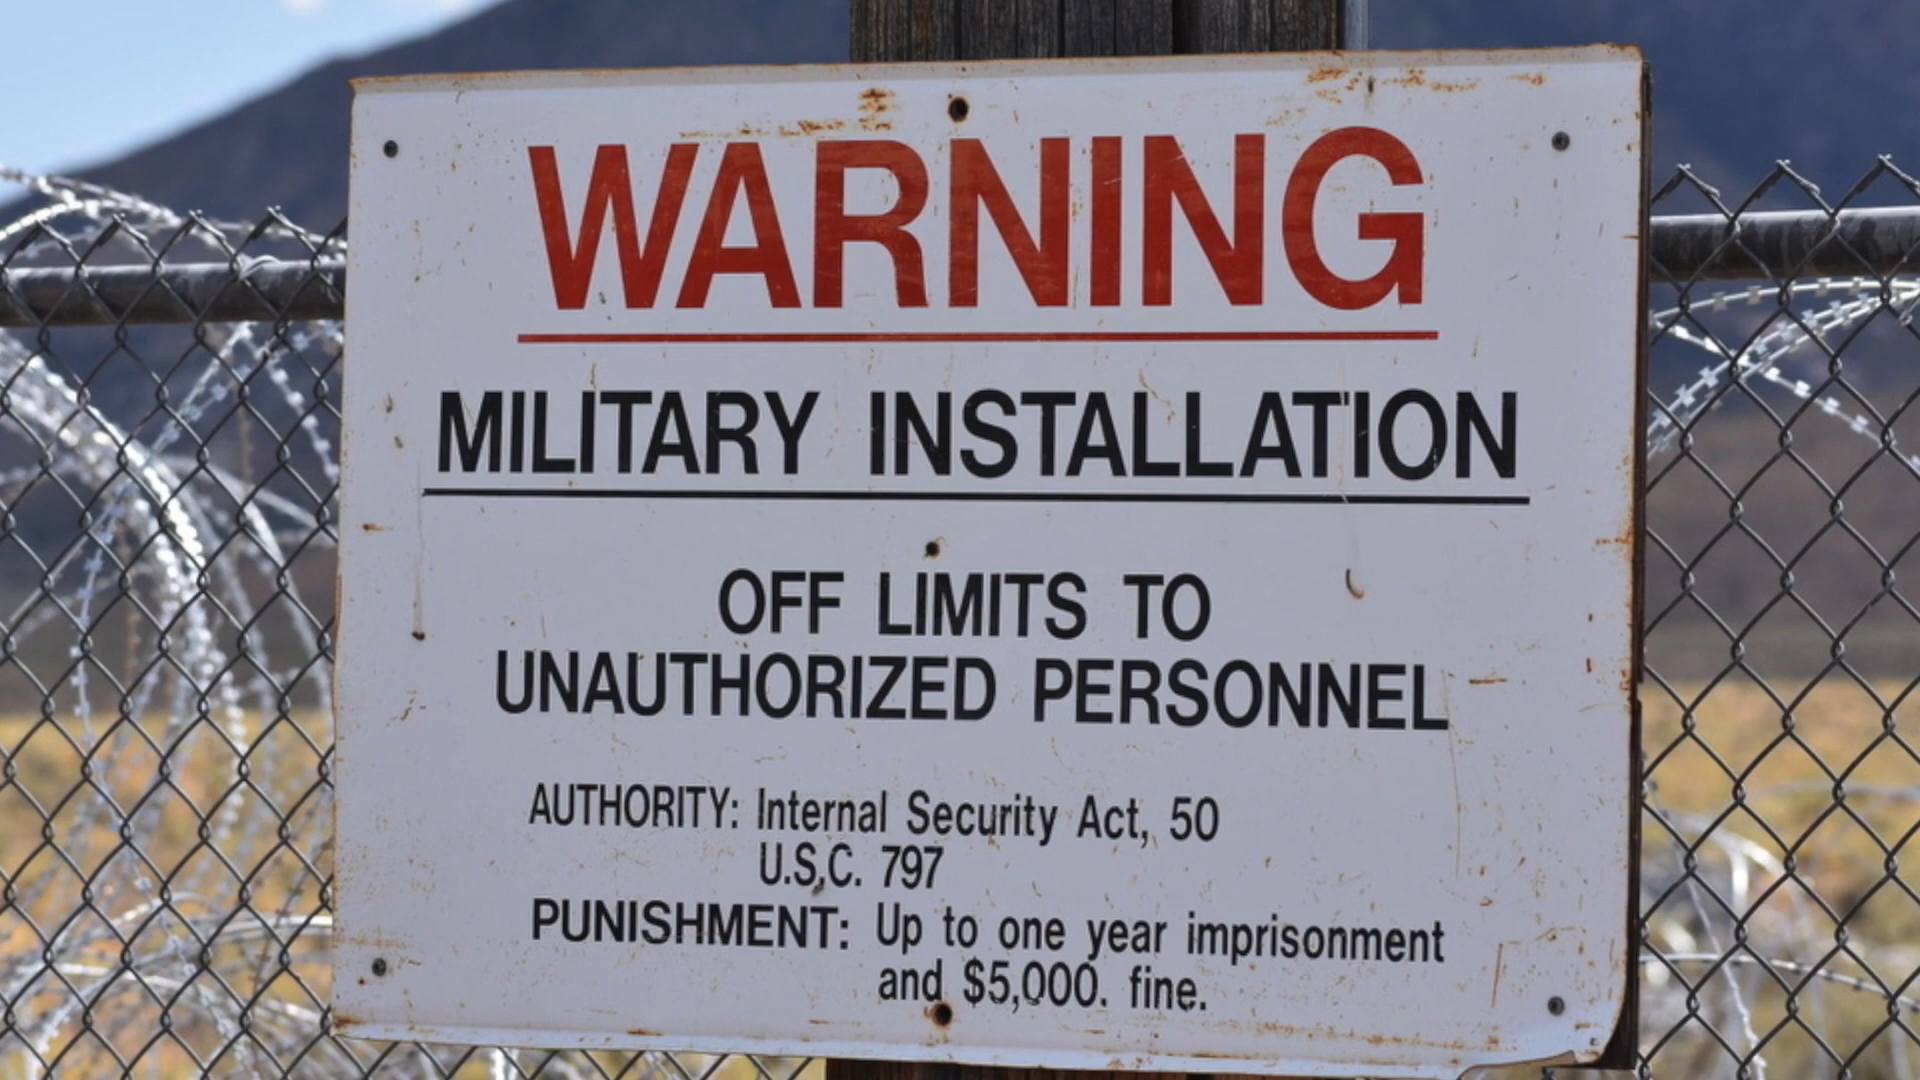 WARNING
MILITARY INSTALLATION
OFF LIMITS TO
UNAUTHORIZED PERSONNEL
AUTHORITY: Internal Security Act, 50
U.S.C. 797
PUNISHMENT: Up to one year imprisonment
and $5,000. fine.